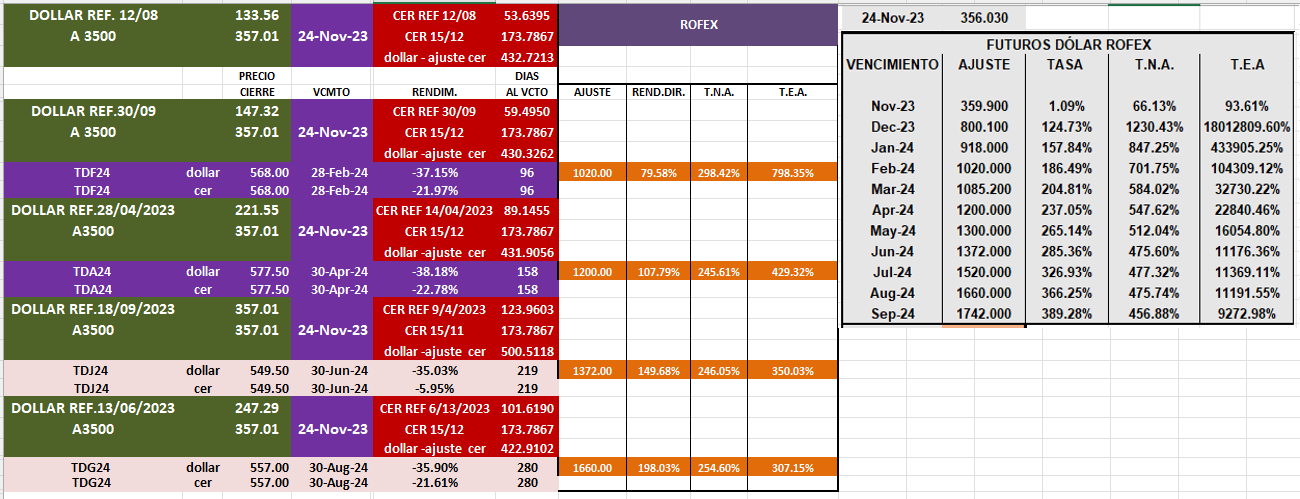 DOLLAR REF. 12/08 133.56 CER REF 12/08 53.6395
A 3500 357.01 24-Nov-23 CER 15/12 173.7867
dollar - ajuste cer 432.7213
ROFEX
PRECIO DIAS
CIERRE VCMTO RENDIM. AL VCTO AJUSTE REND.DIR. T.N.A. T.E.A.
DOLLAR REF.30/09 147.32 CER REF 30/09 59.4950
A 3500 357.01 24-Nov-23 CER 15/12 173.7867
dollar -ajuste cer 430.3262
TDF24 dollar 568.00 28-Feb-24 -37.15% 96 1020.00 79.58% 298.42% 798.35%
TDF24 cer 568.00 28-Feb-24 -21.97% 96
DOLLAR REF.28/04/2023 221.55 CER REF 14/04/2023 89.1455
A3500 357.01 24-Nov-23 CER 15/12 173.7867
dollar -ajuste cer 431.9056
TDA24 dollar 577.50 30-Apr-24 -38.18% 158 1200.00 107.79% 245.61% 429.32%
TDA24 cer 577.50 30-Apr-24 -22.78% 158
DOLLAR REF.18/09/2023 357.01 CER REF 9/4/2023 123.9603
A3500 357.01 24-Nov-23 CER 15/11 173.7867
dollar -ajuste cer 500.5118
TDJ24 dollar 549.50 30-Jun-24 -35.03% 219 1372.00 149.68% 246.05% 350.03%
TDJ24 cer 549.50 30-Jun-24 -5.95% 219
DOLLAR REF.13/06/2023 247.29 CER REF 6/13/2023 101.6190
A3500 357.01 24-Nov-23 CER 15/12 173.7867
dollar -ajuste cer 422.9102
TDG24 dollar 557.00 30-Aug-24 -35.90% 280 1660.00 198.03% 254.60% 307.15%
TDG24 cer 557.00 30-Aug-24 -21.61% 280
24-Nov-23 356.030
FUTUROS DÓLAR ROFEX
VENCIMIENTO AJUSTE TASA T.N.A. T.E.A
Nov-23 359.900 1.09% 66.13% 93.61%
Dec-23 800.100 124.73% 1230.43% 18012809.60%
Jan-24 918.000 157.84% 847.25% 433905.25%
Feb-24 1020.000 186.49% 701.75% 104309.12%
Mar-24 1085.200 204.81% 584.02% 32730.22%
Apr-24 1200.000 237.05% 547.62% 22840.46%
May-24 1300.000 265.14% 512.04% 16054.80%
Jun-24 1372.000 285.36% 475.60% 11176.36%
Jul-24 1520.000 326.93% 477.32% 11369.11%
Aug-24 1660.000 366.25% 475.74% 11191.55%
Sep-24 1742.000 389.28% 456.88% 9272.98%